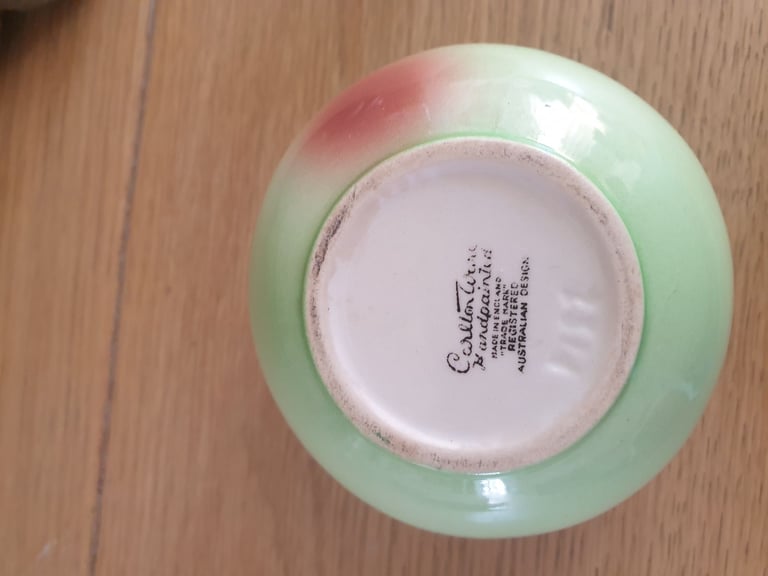 Carlton Ware
Handpainted
MADE IN ENGLAND
"TRADE MARK"
REGISTERED
AUSTRALIAN DESIGN